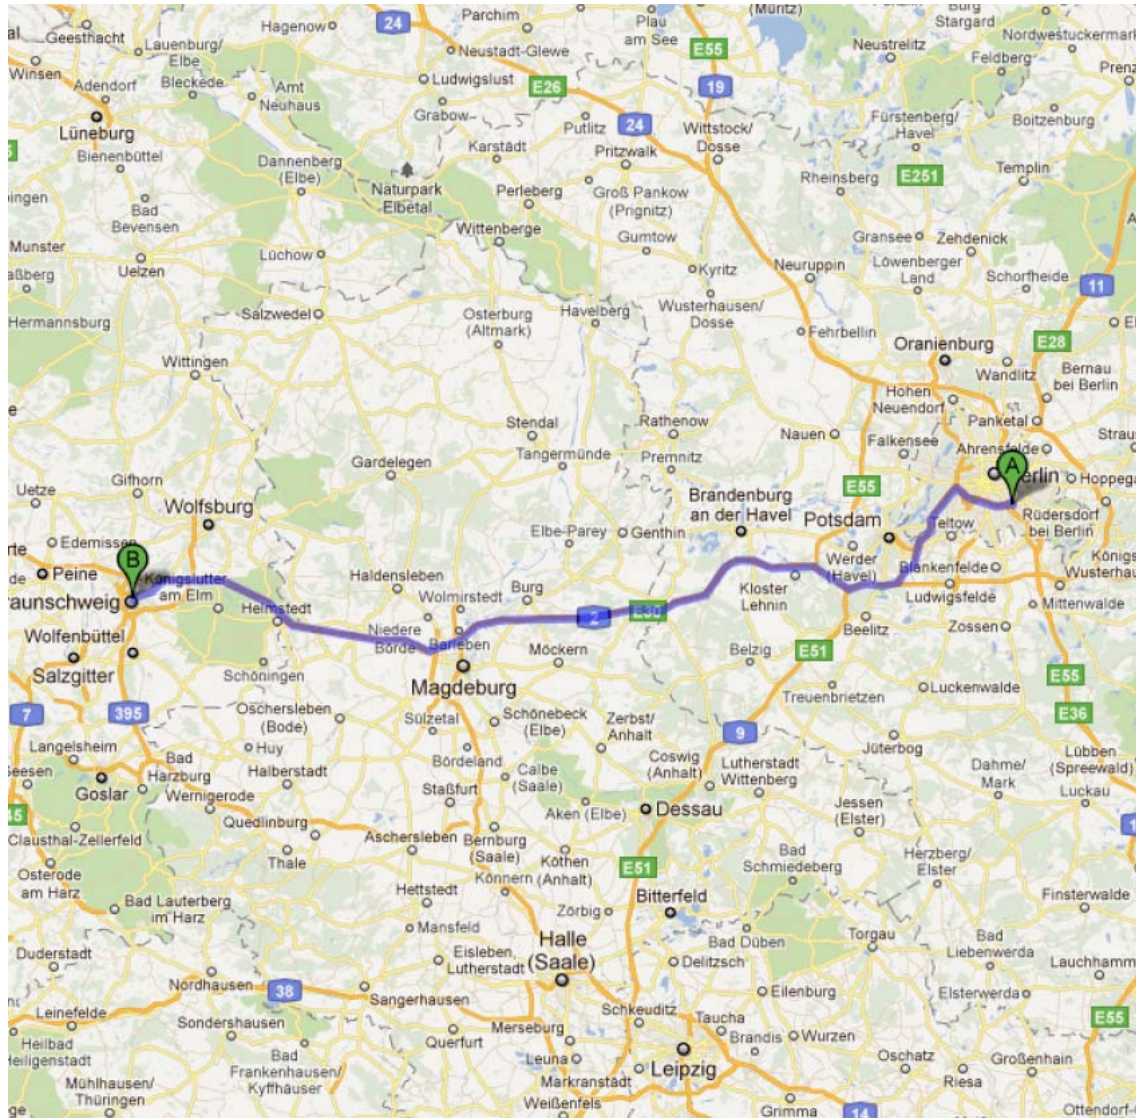 Geesthacht
Hagenow
24
Parchim
Plau
am See
E55
(Müritz)
Burg
Stargard
Lauenburg/
Elbe
Neustadt-Glewe
Neustrelitz
Nordwestuckermark
Winsen
Bleckede
Amt
Neuhaus
Ludwigslust
E26
19
Feldberg
Adendorf
Grabow
Putlitz
24
Wittstock/
Dosse
Fürstenberg/
Havel
Boitzenburg
Lüneburg
Karstädt
Pritzwalk
Bienenbüttel
Dannenberg
(Elbe)
Naturpark
Elbetal
Perleberg
Groß Pankow
(Prignitz)
Rheinsberg
E251
Templin
Bad
Bevensen
Wittenberge
Gumtow
Gransee
Zehdenick
Munster
Uelzen
Lüchow
Kyritz
Neuruppin
Löwenberger
Land
Schorfheide
11
Hermannsburg
Salzwedel
Osterburg
(Altmark)
Havelberg
Wusterhausen/
Dosse
Fehrbellin
Oranienburg
E28
Wittingen
Wandlitz
Bernau
bei Berlin
Hohen
Neuendorf
Stendal
Rathenow
Nauen
Falkensee
Panketal
Ahrensfelde
Gardelegen
Tangermünde
Premnitz
A
Berlin
Uetze
Gifhorn
Wolfsburg
Brandenburg
an der Havel
E55
Potsdam
Rüdersdorf
bei Berlin
Edemissen
Elbe-Parey
Genthin
Teltow
B
Peine
Königslutter
am Elm
Haldensleben
Burg
Werder
(Havel)
Blankenfelde
raunschweig
Helmstedt
Wolmirstedt
Kloster
Lehnin
Ludwigsfelde
Mittenwalde
Wolfenbüttel
Niedere
Börde
Barleben
2
E30
Beelitz
Zossen
Salzgitter
Schöningen
Magdeburg
Möckern
Belzig
E51
E55
7
395
Oschersleben
(Bode)
Sülzetal
Schönebeck
(Elbe)
Zerbst/
Anhalt
Treuenbrietzen
Luckenwalde
E36
9
Langelsheim
Bad
Harzburg
Huy
Bördeland
Coswig
(Anhalt)
Lutherstadt
Wittenberg
Jüterbog
Lübben
(Spreewald)
Goslar
Wernigerode
Halberstadt
Staßfurt
Calbe
(Saale)
Dahme/
Mark
Luckau
45
Clausthal-Zellerfeld
Quedlinburg
Aschersleben
Aken (Elbe)
Dessau
Jessen
(Elster)
Thale
Bernburg
(Saale)
Köthen
(Anhalt)
E51
Bad
Schmiedeberg
Herzberg/
Elster
Osterode
am Harz
Hettstedt
Könnern
Bitterfeld
Finsterwalde
Bad Lauterberg
im Harz
Mansfeld
Zörbig
Bad Düben
Torgau
Bad
Liebenwerda
Duderstadt
Eisleben,
Lutherstadt
Halle
(Saale)
Delitzsch
Lauchhamm
Nordhausen
38
Sangerhausen
Eilenburg
Elsterwerda
Leinefelde
Sondershausen
Schkeuditz
Taucha
E55
Heilbad
Heiligenstadt
Bad
Frankenhausen/
Kyffhäuser
Querfurt
Merseburg
Leuna
Brandis
Wurzen
Oschatz
Großenhain
Mühlhausen/
Thüringen
Markranstädt
Leipzig
Riesa
Weißenfels
Grimma
14
Ottendorf-